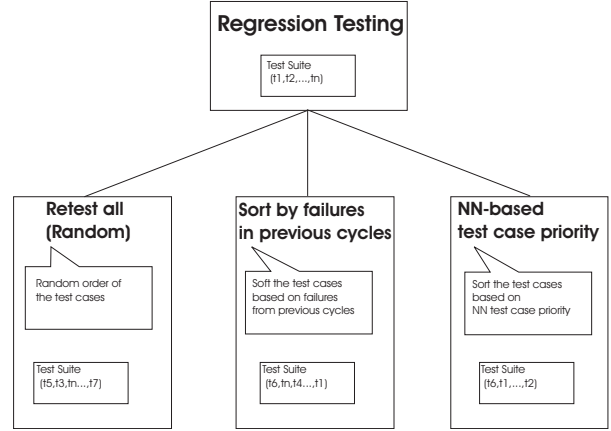 Regression Testing
Test Suite
(t1,t2,...,tn)
Retest all
(Random)
Random order of
the test cases
Test Suite
(t5,t3,tn...,t7)
Sort by failures
in previous cycles
Soft the test cases
based on failures
from previous cycles
Test Suite
(t6,tn,t4...,t1)
NN-based
test case priority
Sort the test cases
based on
NN test case priority
Test Suite
(t6,t1,...,t2)